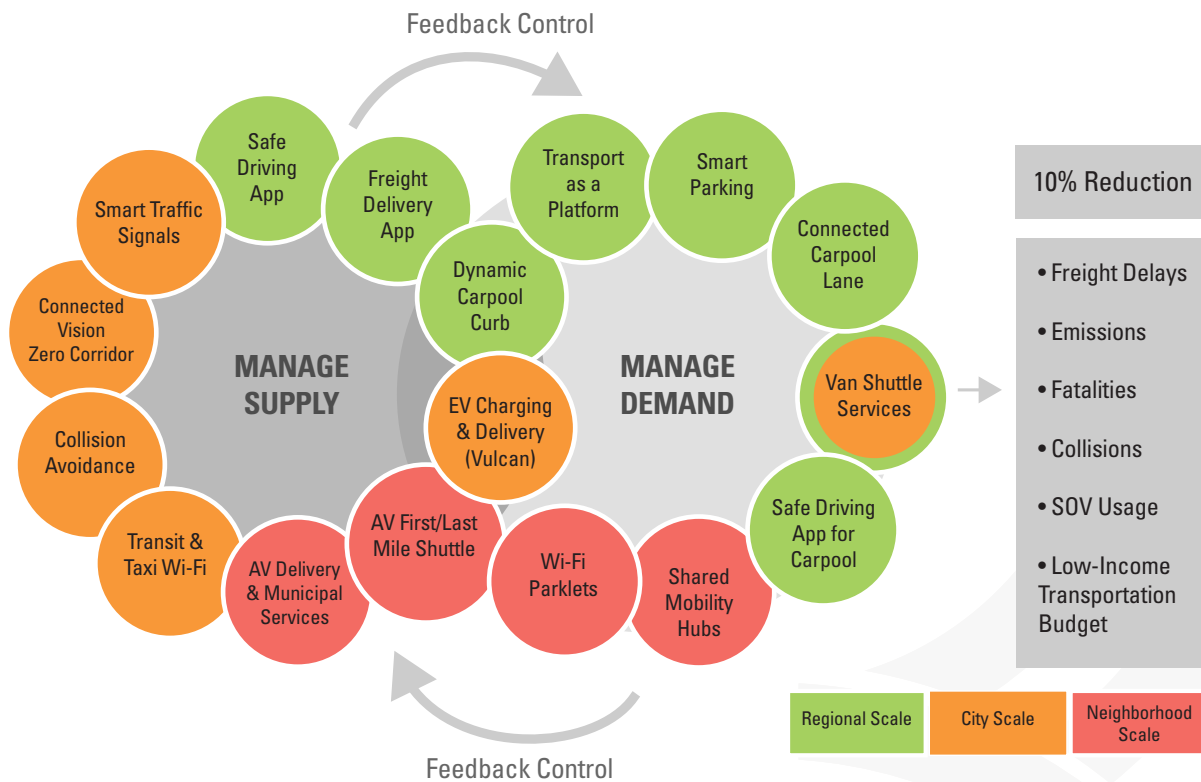 Feedback Control
Safe
Driving
App
Freight
Delivery
App
Transport
as a
Platform
Smart
Parking
Smart Traffic
Signals
Connected
Carpool
Lane
Dynamic
Carpool
Curb
Connected
Vision
Zero Corridor
MANAGE
SUPPLY
MANAGE
DEMAND
Van Shuttle
Services
EV Charging
& Delivery
(Vulcan)
Collision
Avoidance
Safe Driving
App for
Carpool
Transit &
Taxi Wi-Fi
AV Delivery
& Municipal
Services
AV First/Last
Mile Shuttle
Wi-Fi
Parklets
Shared
Mobility
Hubs
Feedback Control
10% Reduction
• Freight Delays
• Emissions
• Fatalities
• Collisions
• SOV Usage
• Low-Income
Transportation
Budget
Regional Scale
City Scale
Neighborhood
Scale